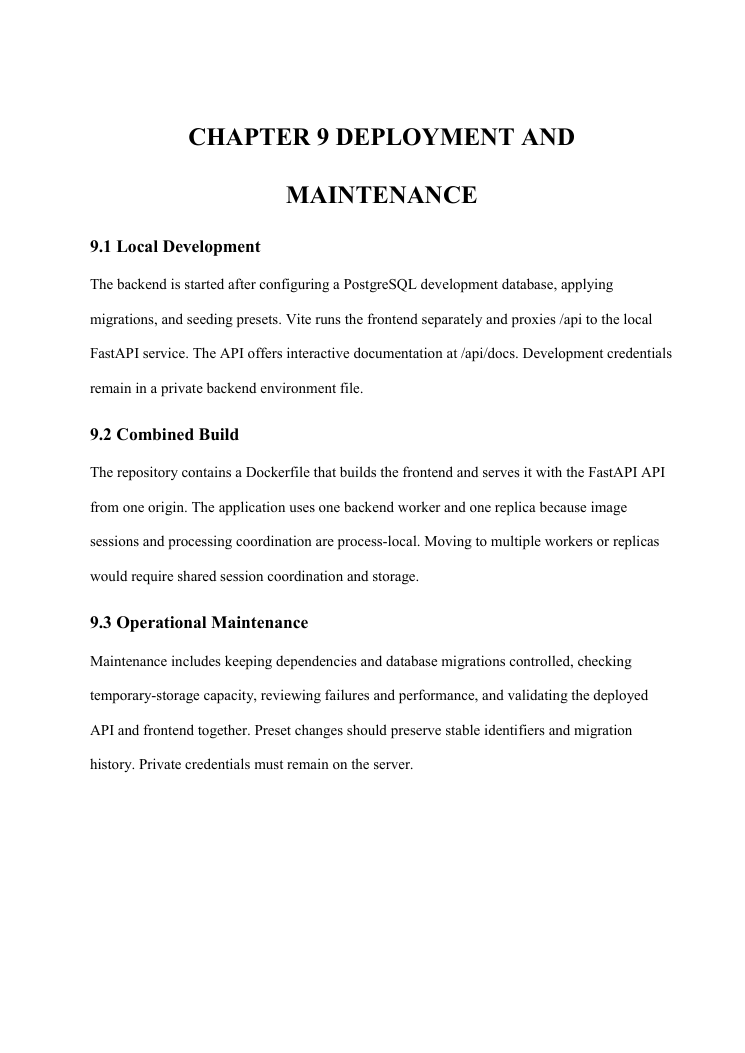 CHAPTER 9 DEPLOYMENT AND
MAINTENANCE
9.1 Local Development
The backend is started after configuring a PostgreSQL development database, applying
migrations, and seeding presets. Vite runs the frontend separately and proxies /api to the local
FastAPI service. The API offers interactive documentation at /api/docs. Development credentials
remain in a private backend environment file.
9.2 Combined Build
The repository contains a Dockerfile that builds the frontend and serves it with the FastAPI API
from one origin. The application uses one backend worker and one replica because image
sessions and processing coordination are process-local. Moving to multiple workers or replicas
would require shared session coordination and storage.
9.3 Operational Maintenance
Maintenance includes keeping dependencies and database migrations controlled, checking
temporary-storage capacity, reviewing failures and performance, and validating the deployed
API and frontend together. Preset changes should preserve stable identifiers and migration
history. Private credentials must remain on the server.